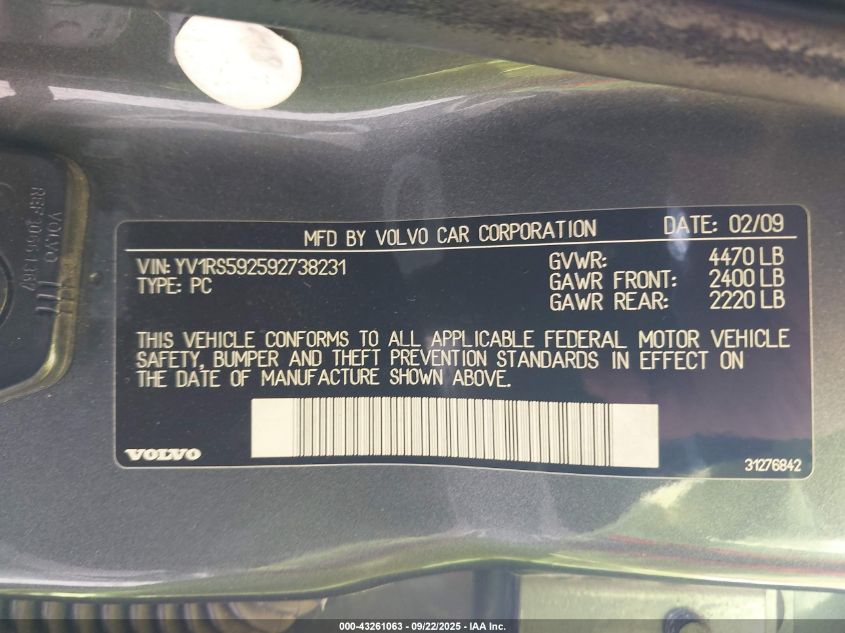 MFD BY VOLVO CAR CORPORATION DATE: 02/09
VIN: YV1RS592592738231 GVWR: 4470 LB
TYPE: PC GAWR FRONT: 2400 LB
GAWR REAR: 2220 LB
THIS VEHICLE CONFORMS TO ALL APPLICABLE FEDERAL MOTOR VEHICLE
SAFETY, BUMPER AND THEFT PREVENTION STANDARDS IN EFFECT ON
THE DATE OF MANUFACTURE SHOWN ABOVE.
VOLVO 31276842
VOLVO
000-43261063 - 09/22/2025 - IAA Inc.